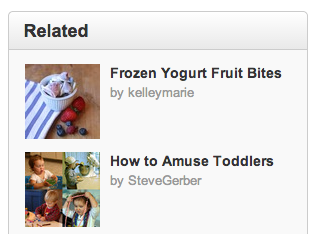 Related
Frozen Yogurt Fruit Bites
by kelleymarie
How to Amuse Toddlers
by SteveGerber